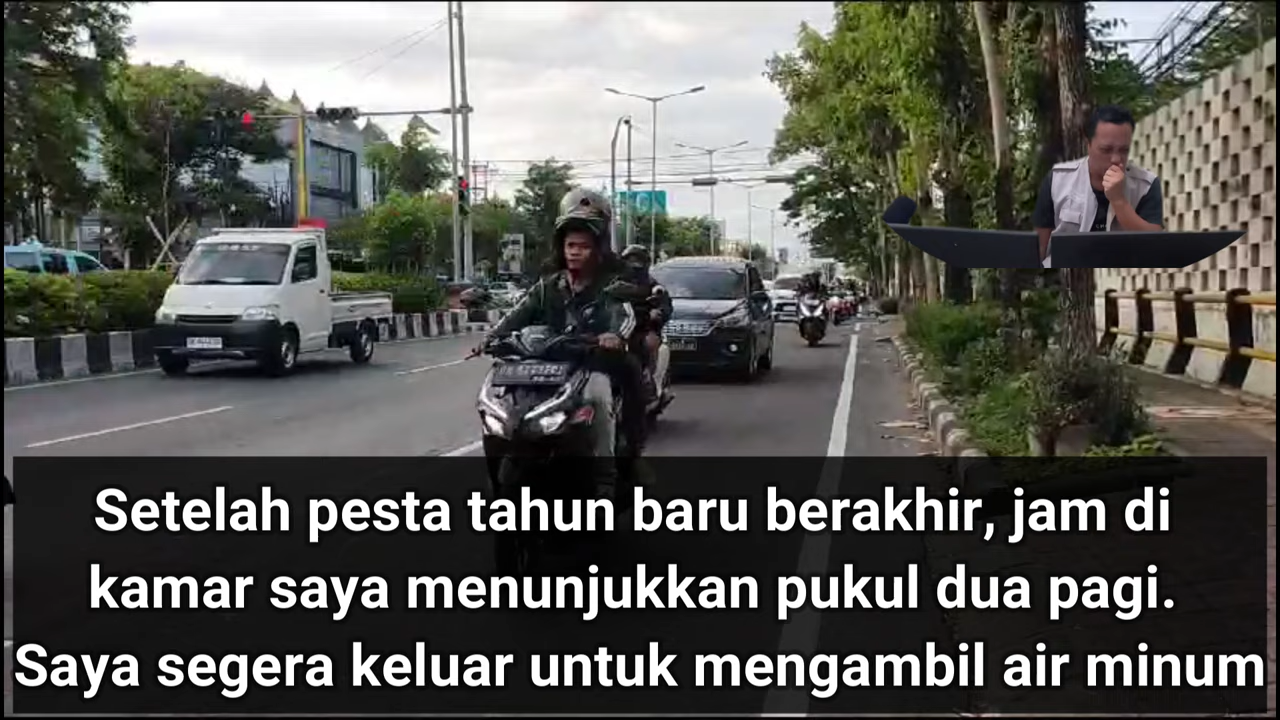 Setelah pesta tahun baru berakhir, jam di
kamar saya menunjukkan pukul dua pagi.
Saya segera keluar untuk mengambil air minum